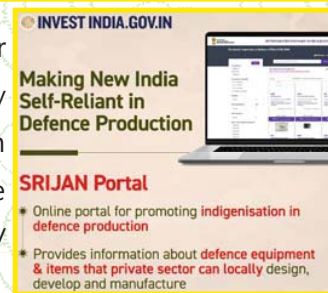 INVEST INDIA.GOV.IN
Making New India
Self-Reliant in
Defence Production
SRIJAN Portal
Online portal for promoting indigenisation in
defence production
Provides information about defence equipment
& items that private sector can locally design,
develop and manufacture